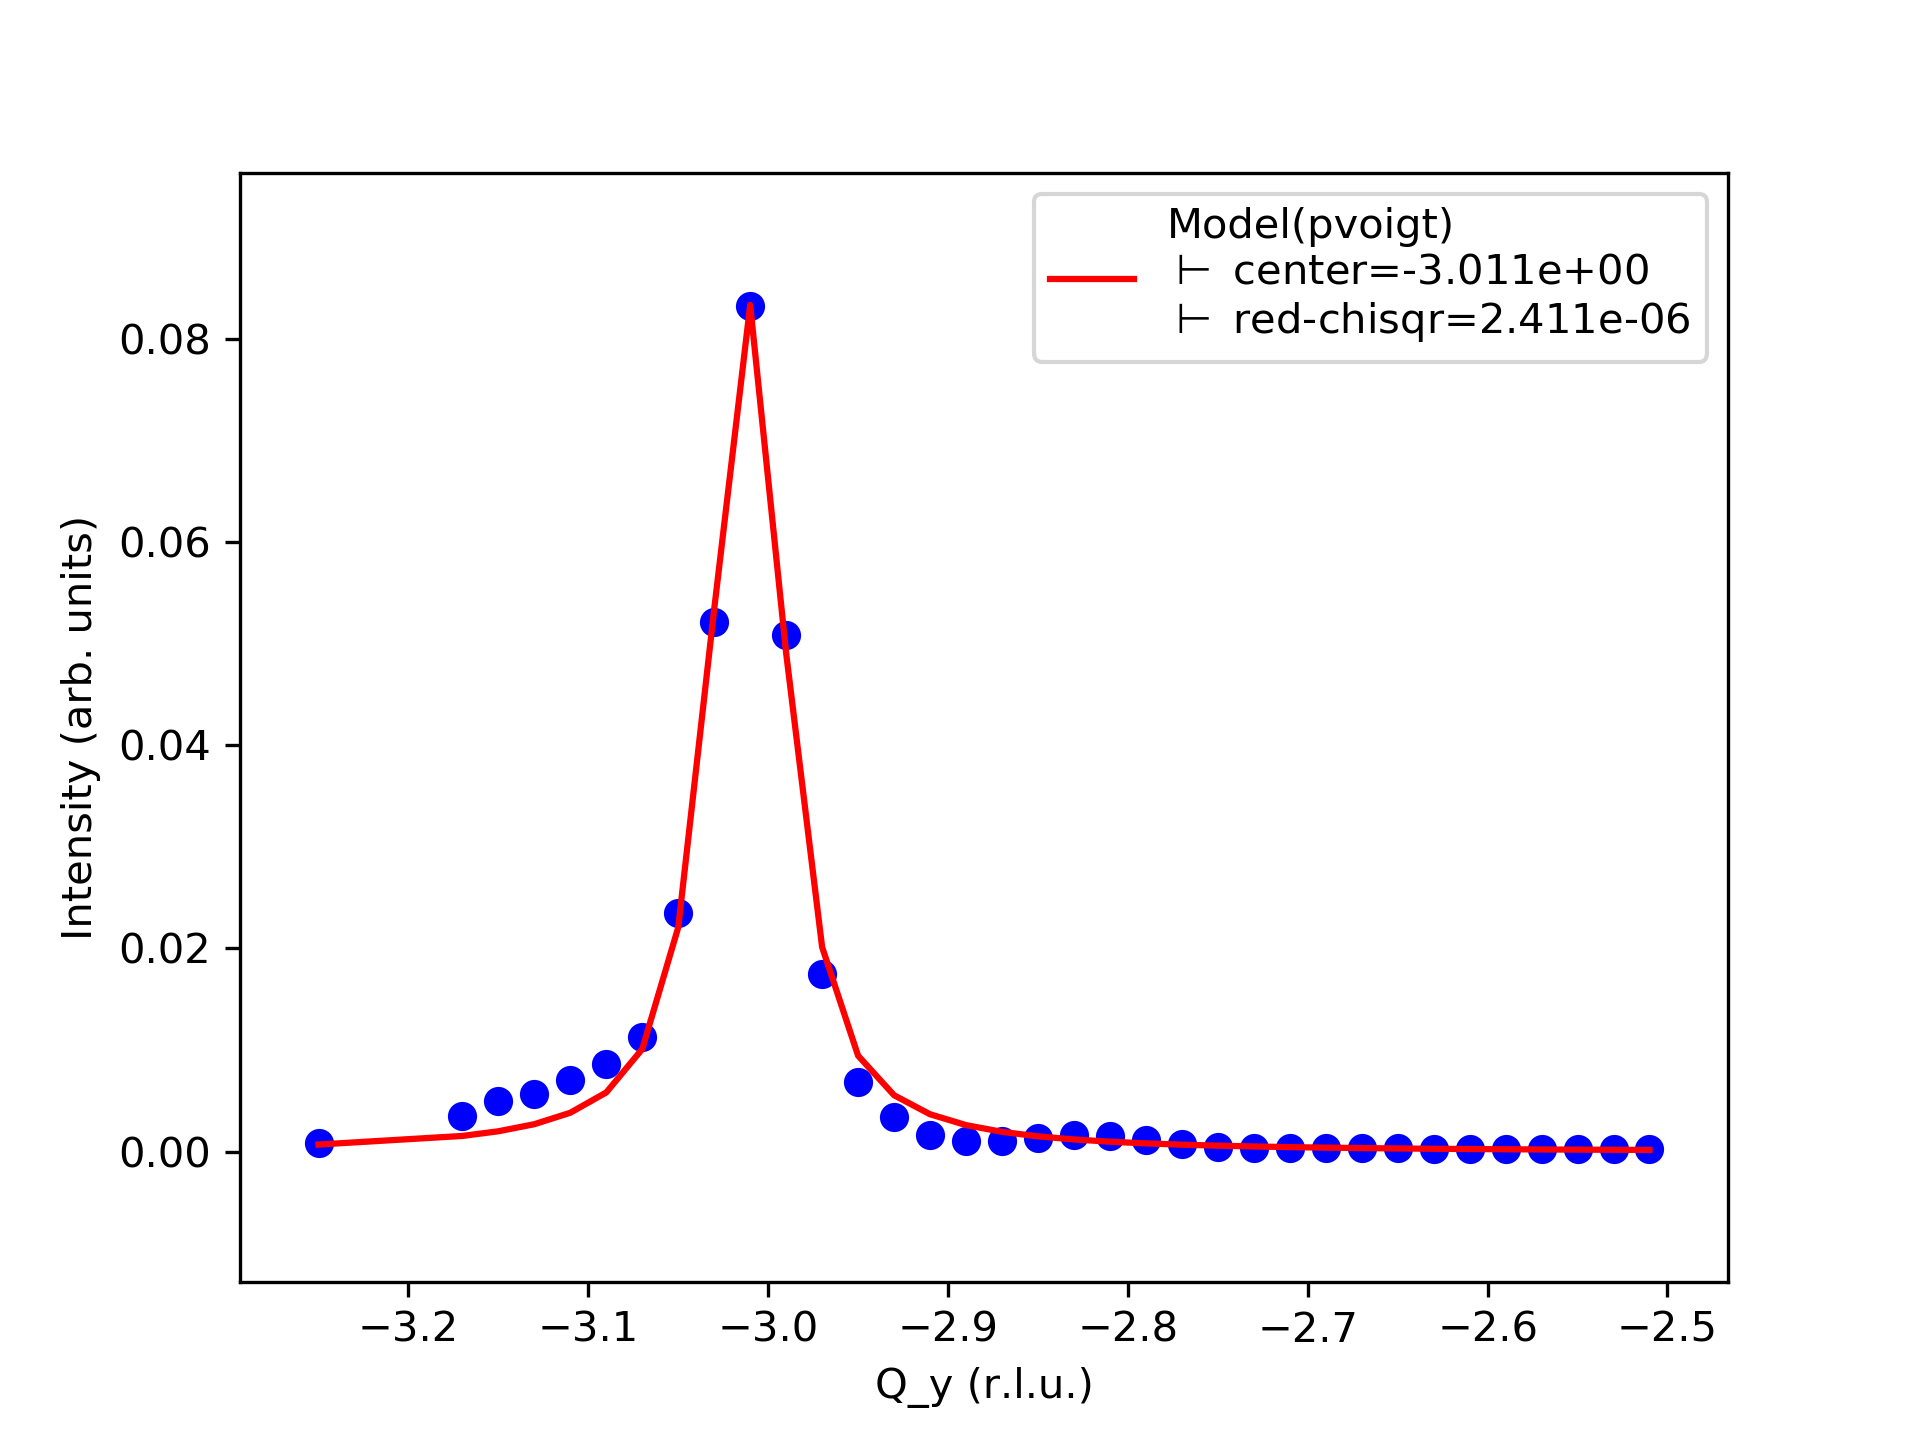 Model(pvoigt)
⊢ center=-3.011e+00
⊢ red-chisqr=2.411e-06
0.08
0.06
0.04
0.02
0.00
Intensity (arb. units)
−3.2 −3.1 −3.0 −2.9 −2.8 −2.7 −2.6 −2.5
Q_y (r.l.u.)